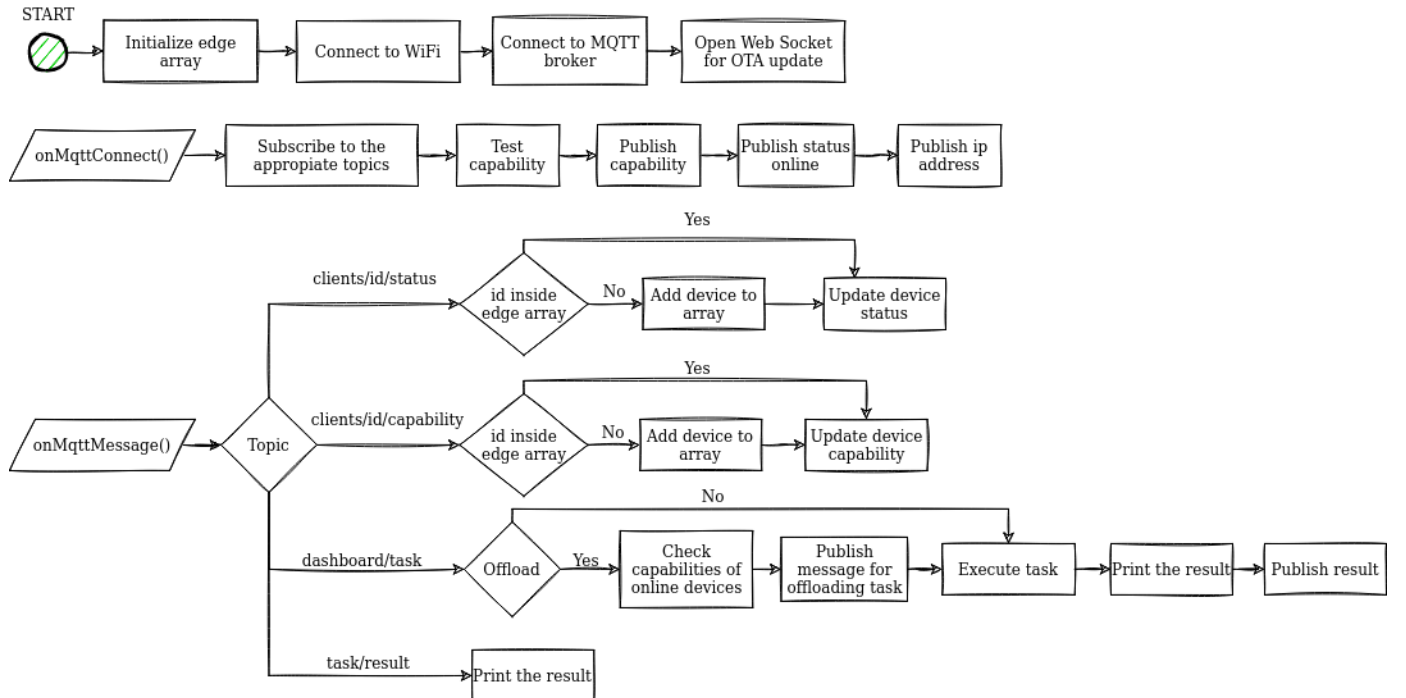 START
Initialize edge
array
Connect to WiFi
Connect to MQTT
broker
Open Web Socket
for OTA update
onMqttConnect()
Subscribe to the
appropiate topics
Test
capability
Publish
capability
Publish status
online
Publish ip
address
Yes
clients/id/status
id inside
edge array
No
Add device to
array
Update device
status
Yes
onMqttMessage()
Topic
clients/id/capability
id inside
edge array
No
Add device to
array
Update device
capability
No
dashboard/task
Offload
Yes
Check
capabilities of
online devices
Publish
message for
offloading task
Execute task
Print the result
Publish result
task/result
Print the result